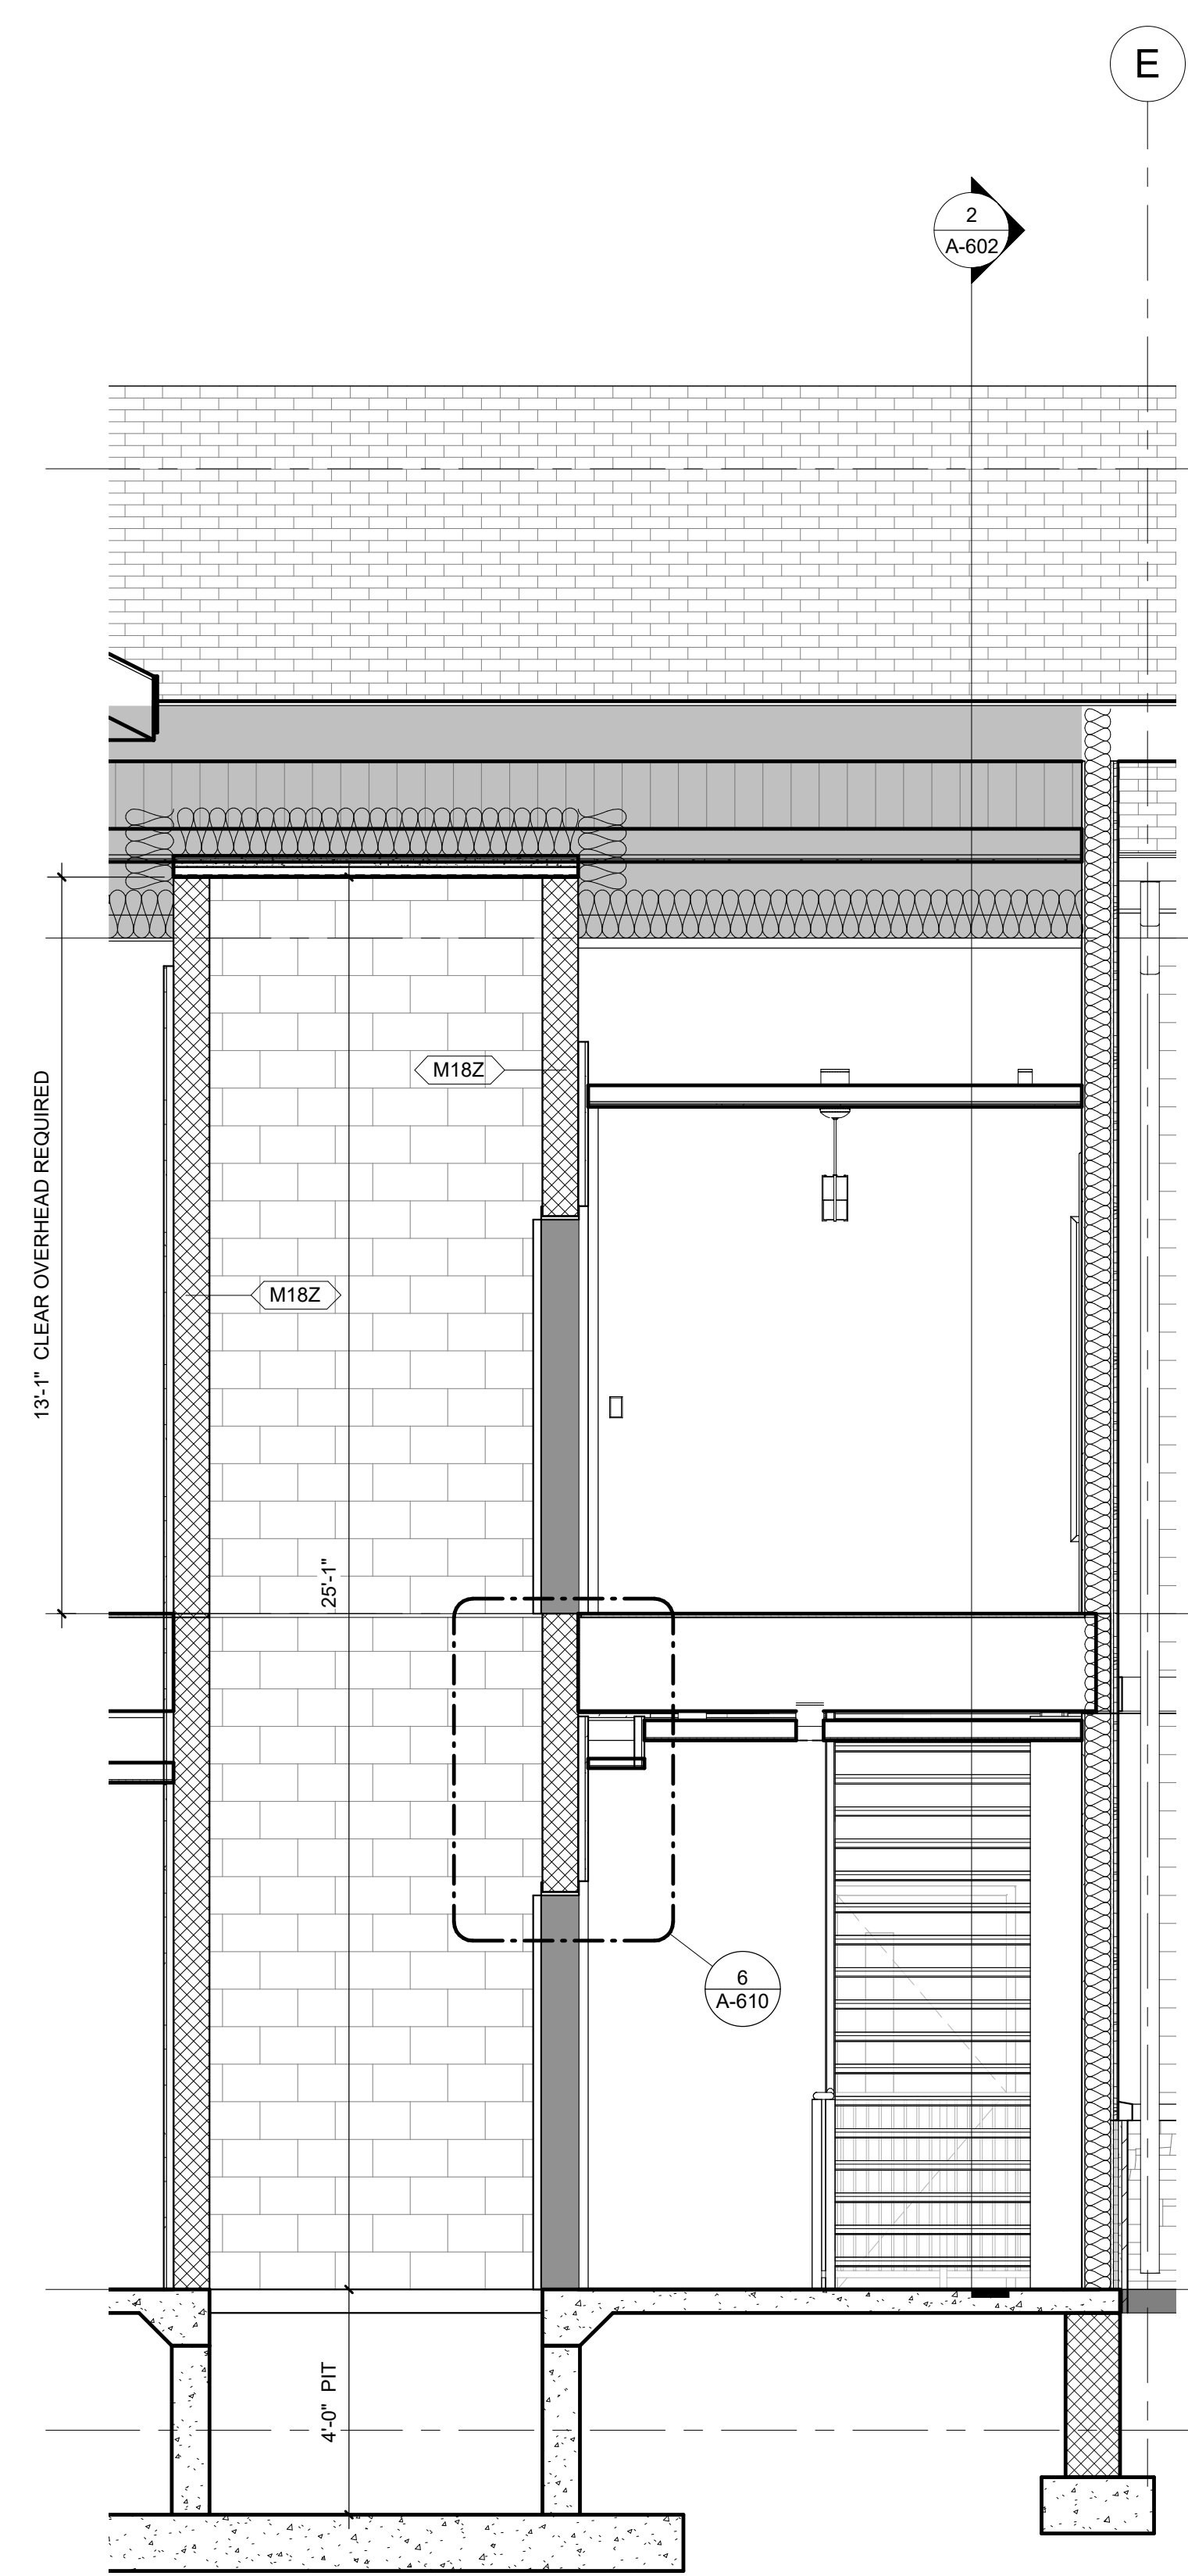 E
2
A-602
M18Z
13'-1" CLEAR OVERHEAD REQUIRED
M18Z
25'-1"
6
A-610
4'-0" PIT